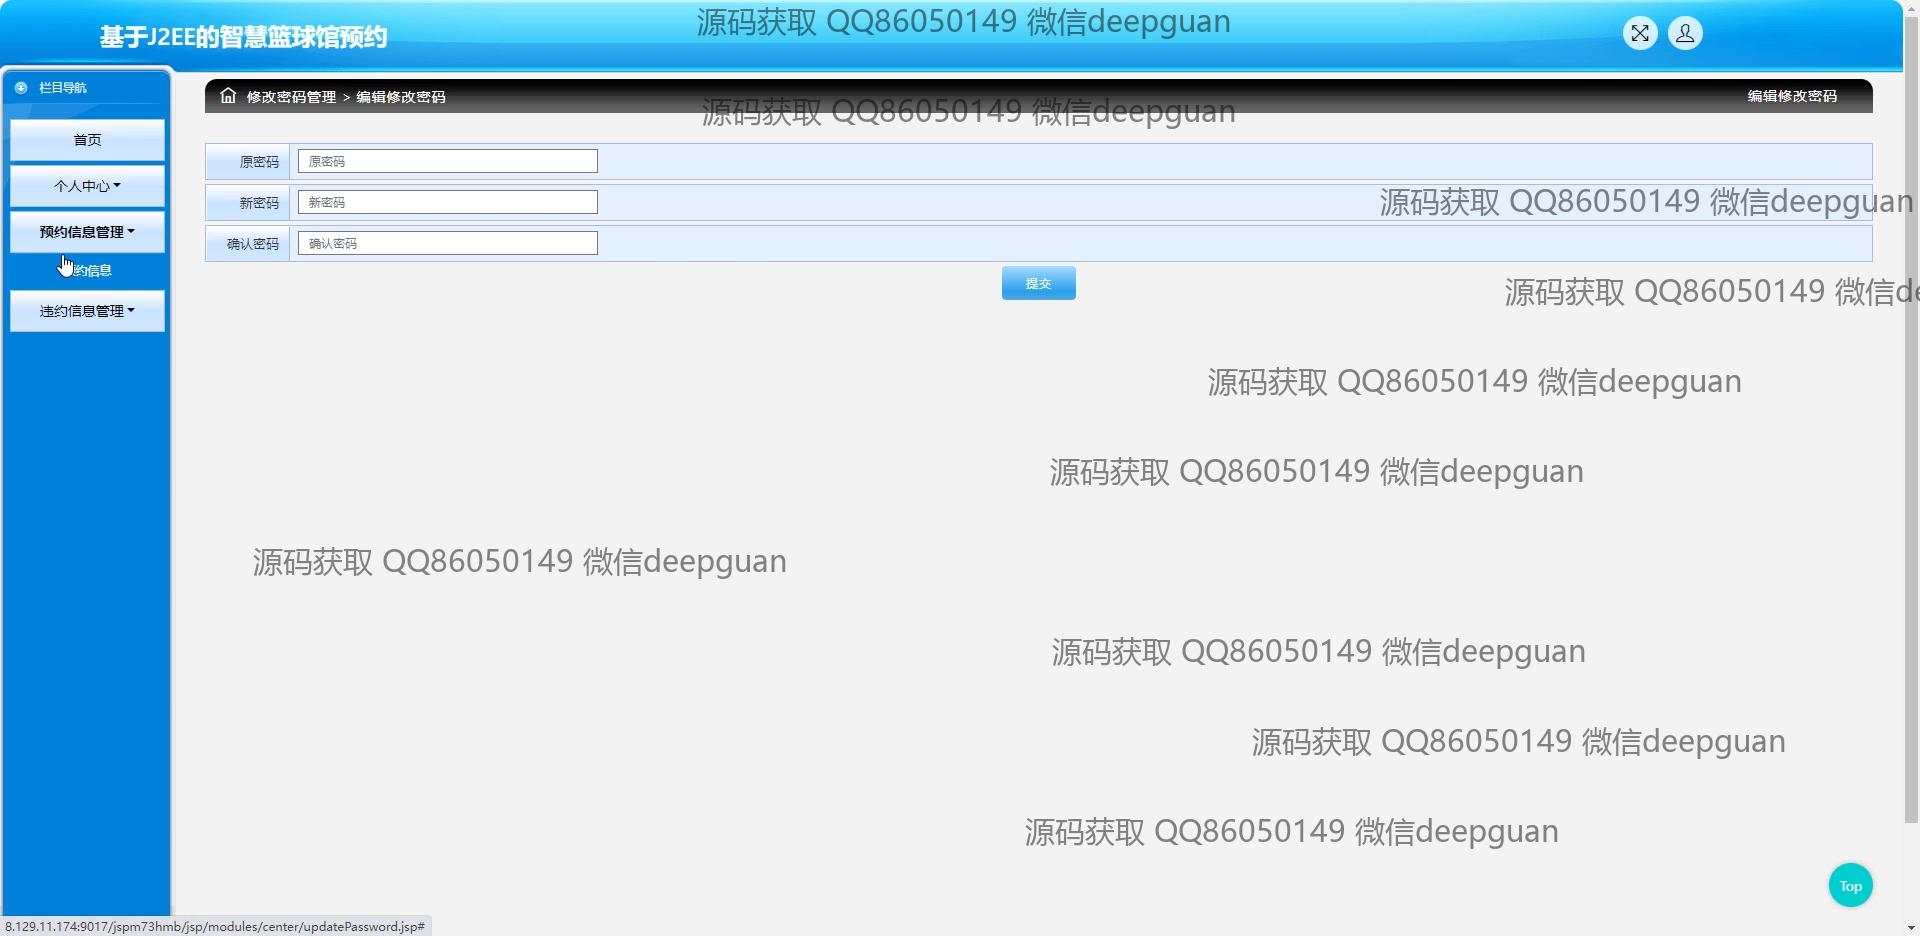 源码获取 QQ86050149 微信deepguan
基于J2EE的智慧篮球馆预约
栏目导航
修改密码管理 > 编辑修改密码
编辑修改密码
源码获取 QQ86050149 微信deepguan
首页
原密码 原密码
个人中心
新密码 新密码
源码获取 QQ86050149 微信deepguan
预约信息管理
确认密码 确认密码
约信息
提交
源码获取 QQ86050149 微信de
违约信息管理
源码获取 QQ86050149 微信deepguan
源码获取 QQ86050149 微信deepguan
源码获取 QQ86050149 微信deepguan
源码获取 QQ86050149 微信deepguan
源码获取 QQ86050149 微信deepguan
源码获取 QQ86050149 微信deepguan
Top
8.129.11.174:9017/jspm73hmb/jsp/modules/center/updatePassword.jsp#